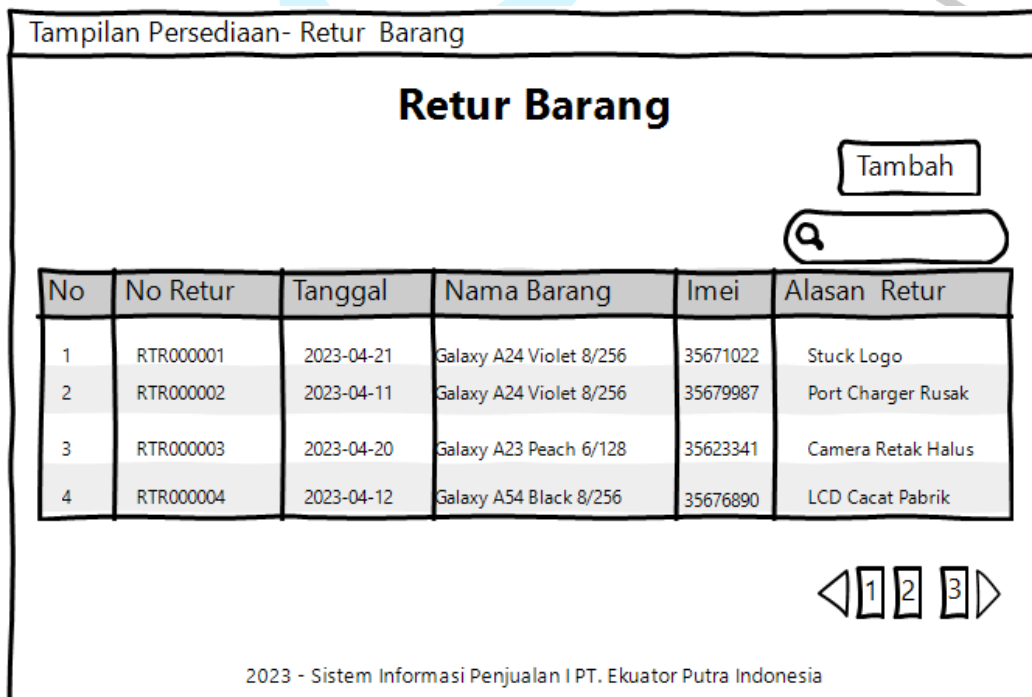 Tampilan Persediaan- Retur Barang
Retur Barang
Tambah
No No Retur Tanggal Nama Barang Imei Alasan Retur
1 RTR000001 2023-04-21 Galaxy A24 Violet 8/256 35671022 Stuck Logo
2 RTR000002 2023-04-11 Galaxy A24 Violet 8/256 35679987 Port Charger Rusak
3 RTR000003 2023-04-20 Galaxy A23 Peach 6/128 35623341 Camera Retak Halus
4 RTR000004 2023-04-12 Galaxy A54 Black 8/256 35676890 LCD Cacat Pabrik
1 2 3
2023 - Sistem Informasi Penjualan I PT. Ekuator Putra Indonesia